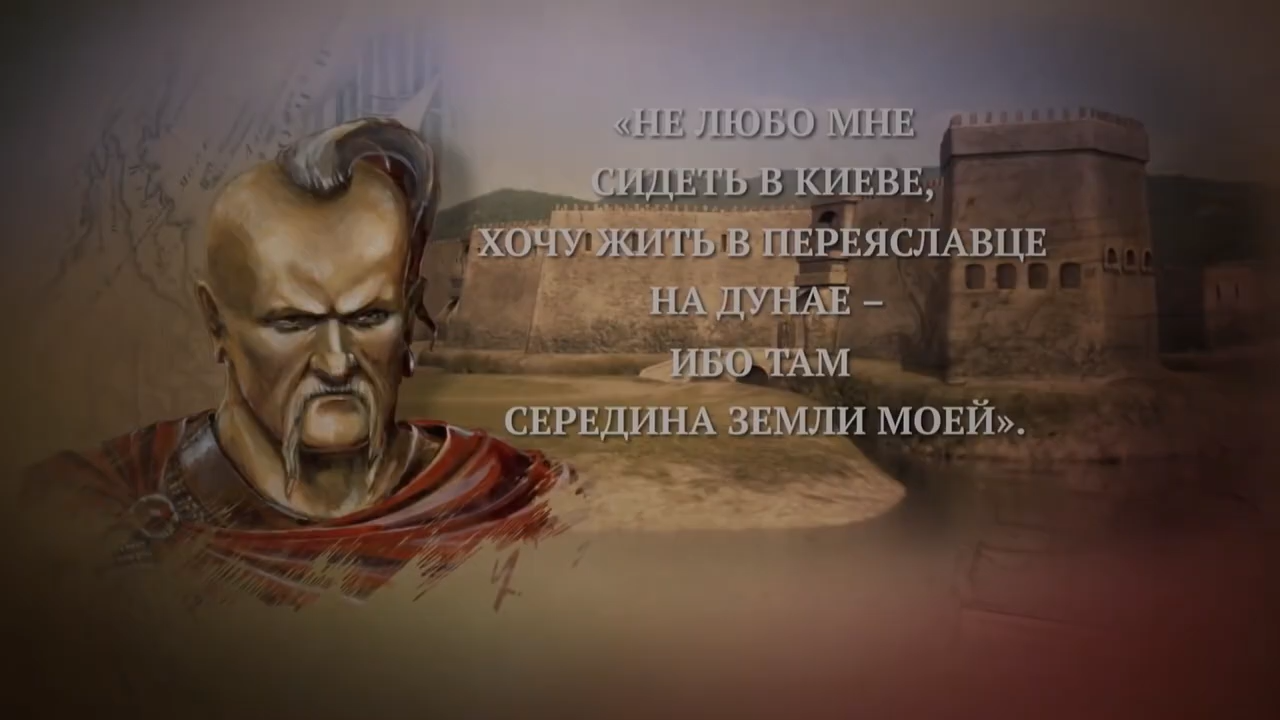 «НЕ ЛЮБО МНЕ
СИДЕТЬ В КИЕВЕ,
ХОЧУ ЖИТЬ В ПЕРЕЯСЛАВЦЕ
НА ДУНАЕ –
ИБО ТАМ
СЕРЕДИНА ЗЕМЛИ МОЕЙ».